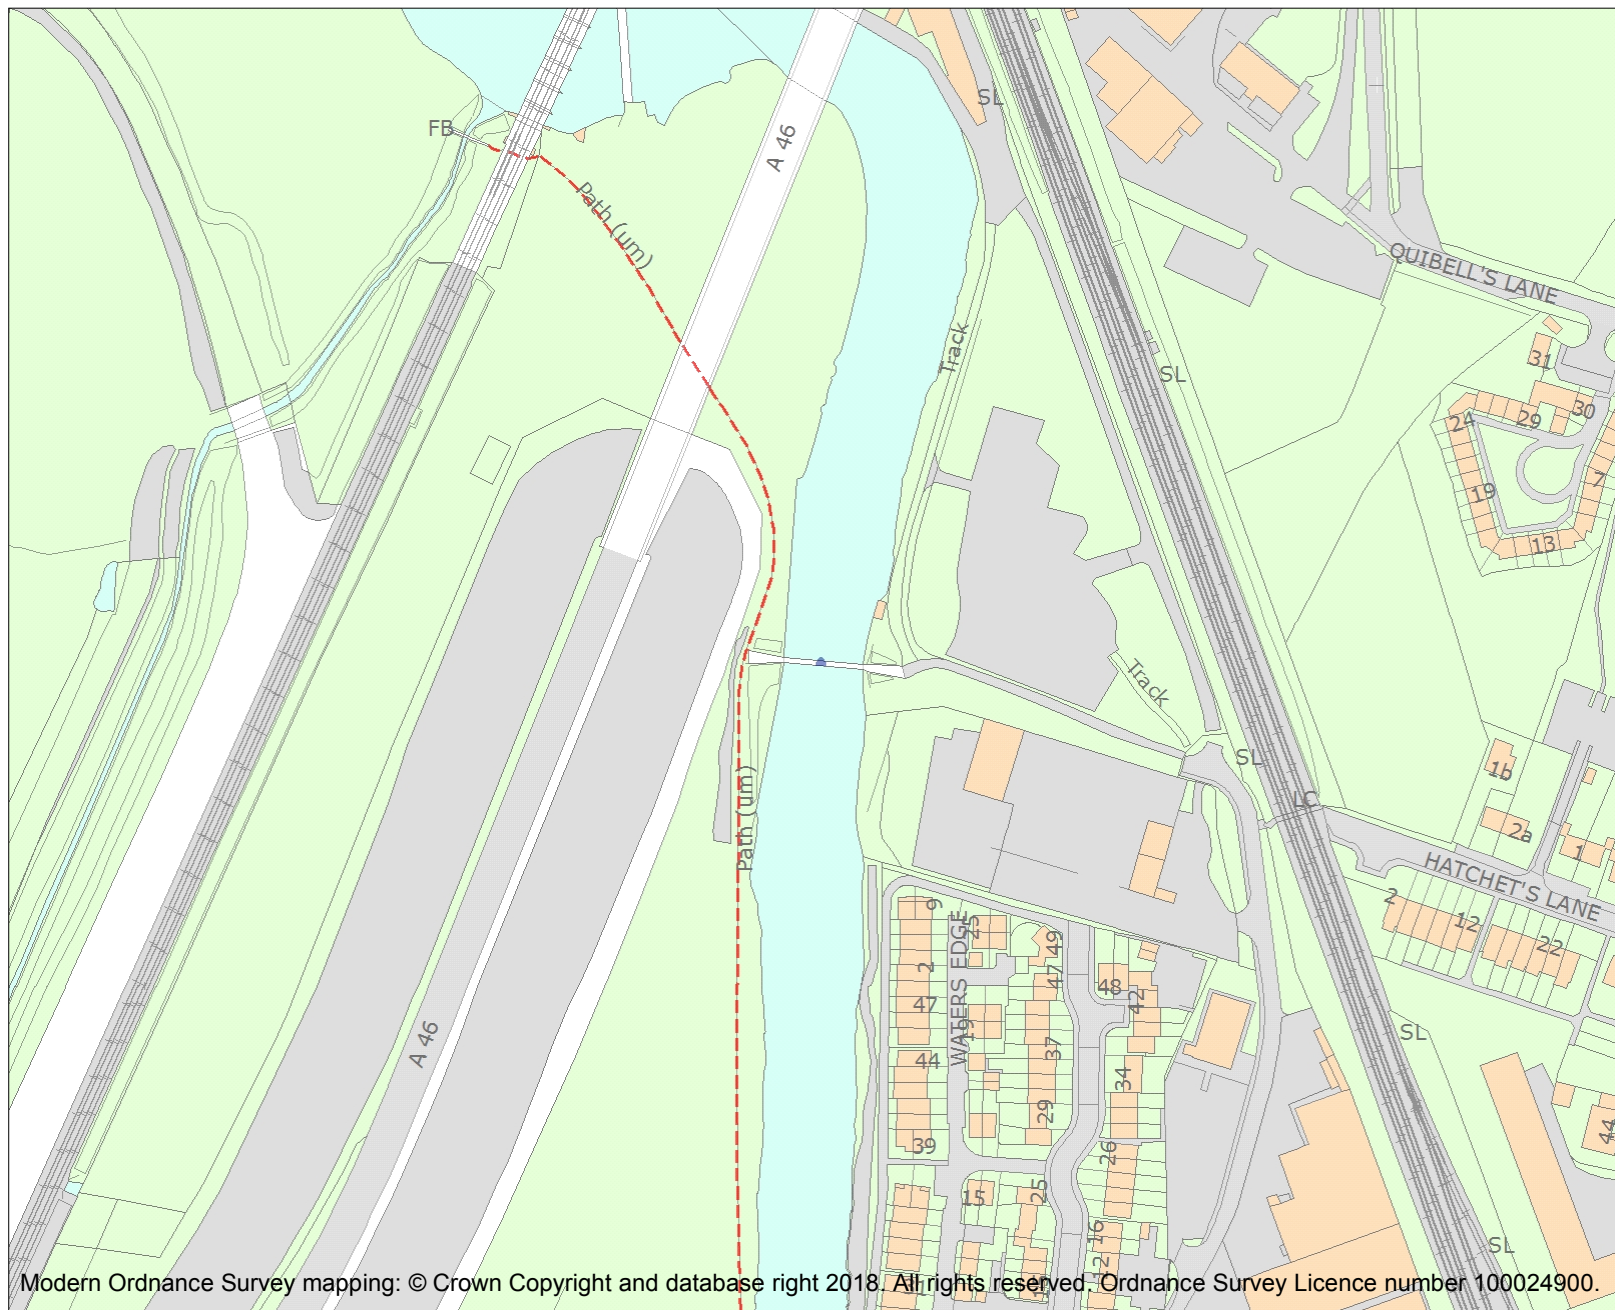 SL
FB
A 46
Path (um)
QUIBELL'S LANE
Track
31
SL
30
29
24
7
19
13
Track
SL
1b
LC
2a
1
Path (um)
HATCHET'S LANE
2
12
22
9
25
49
2
47
48
42
47
19
WATERS EDGE
SL
A 46
37
44
34
29
44
39
26
25
15
16
12
SL
Modern Ordnance Survey mapping: © Crown Copyright and database right 2018. All rights reserved. Ordnance Survey Licence number 100024900.